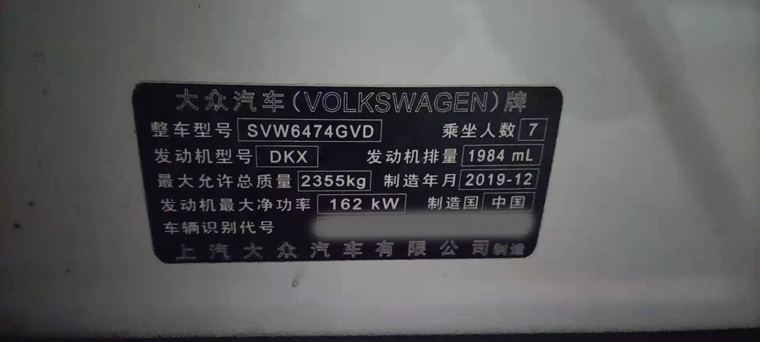 大众汽车(VOLKSWAGEN)牌
整车型号 SVW6474GVD 乘坐人数 7
发动机型号 DKX 发动机排量 1984 mL
最大允许总质量 2355kg 制造年月 2019-12
发动机最大净功率 162 kW 制造国 中国
车辆识别代号
上汽大众汽车有限公司制造